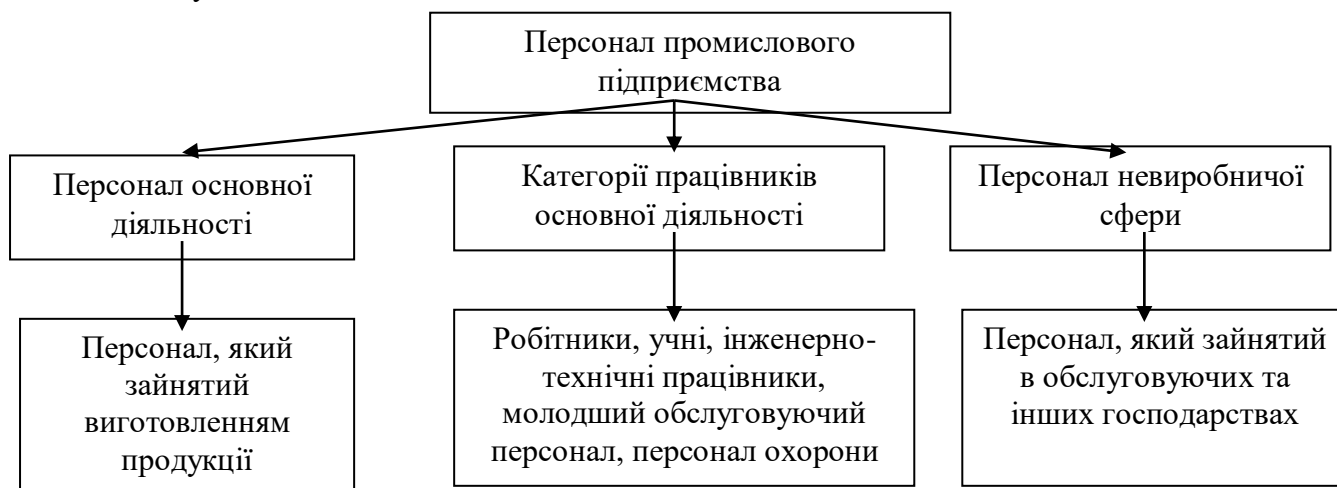 Персонал промислового
підприємства
Персонал основної
діяльності
Категорії працівників
основної діяльності
Персонал невиробничої
сфери
Персонал, який
зайнятий
виготовленням
продукції
Робітники, учні, інженерно-
технічні працівники,
молодший обслуговуючий
персонал, персонал охорони
Персонал, який зайнятий
в обслуговуючих та
інших господарствах